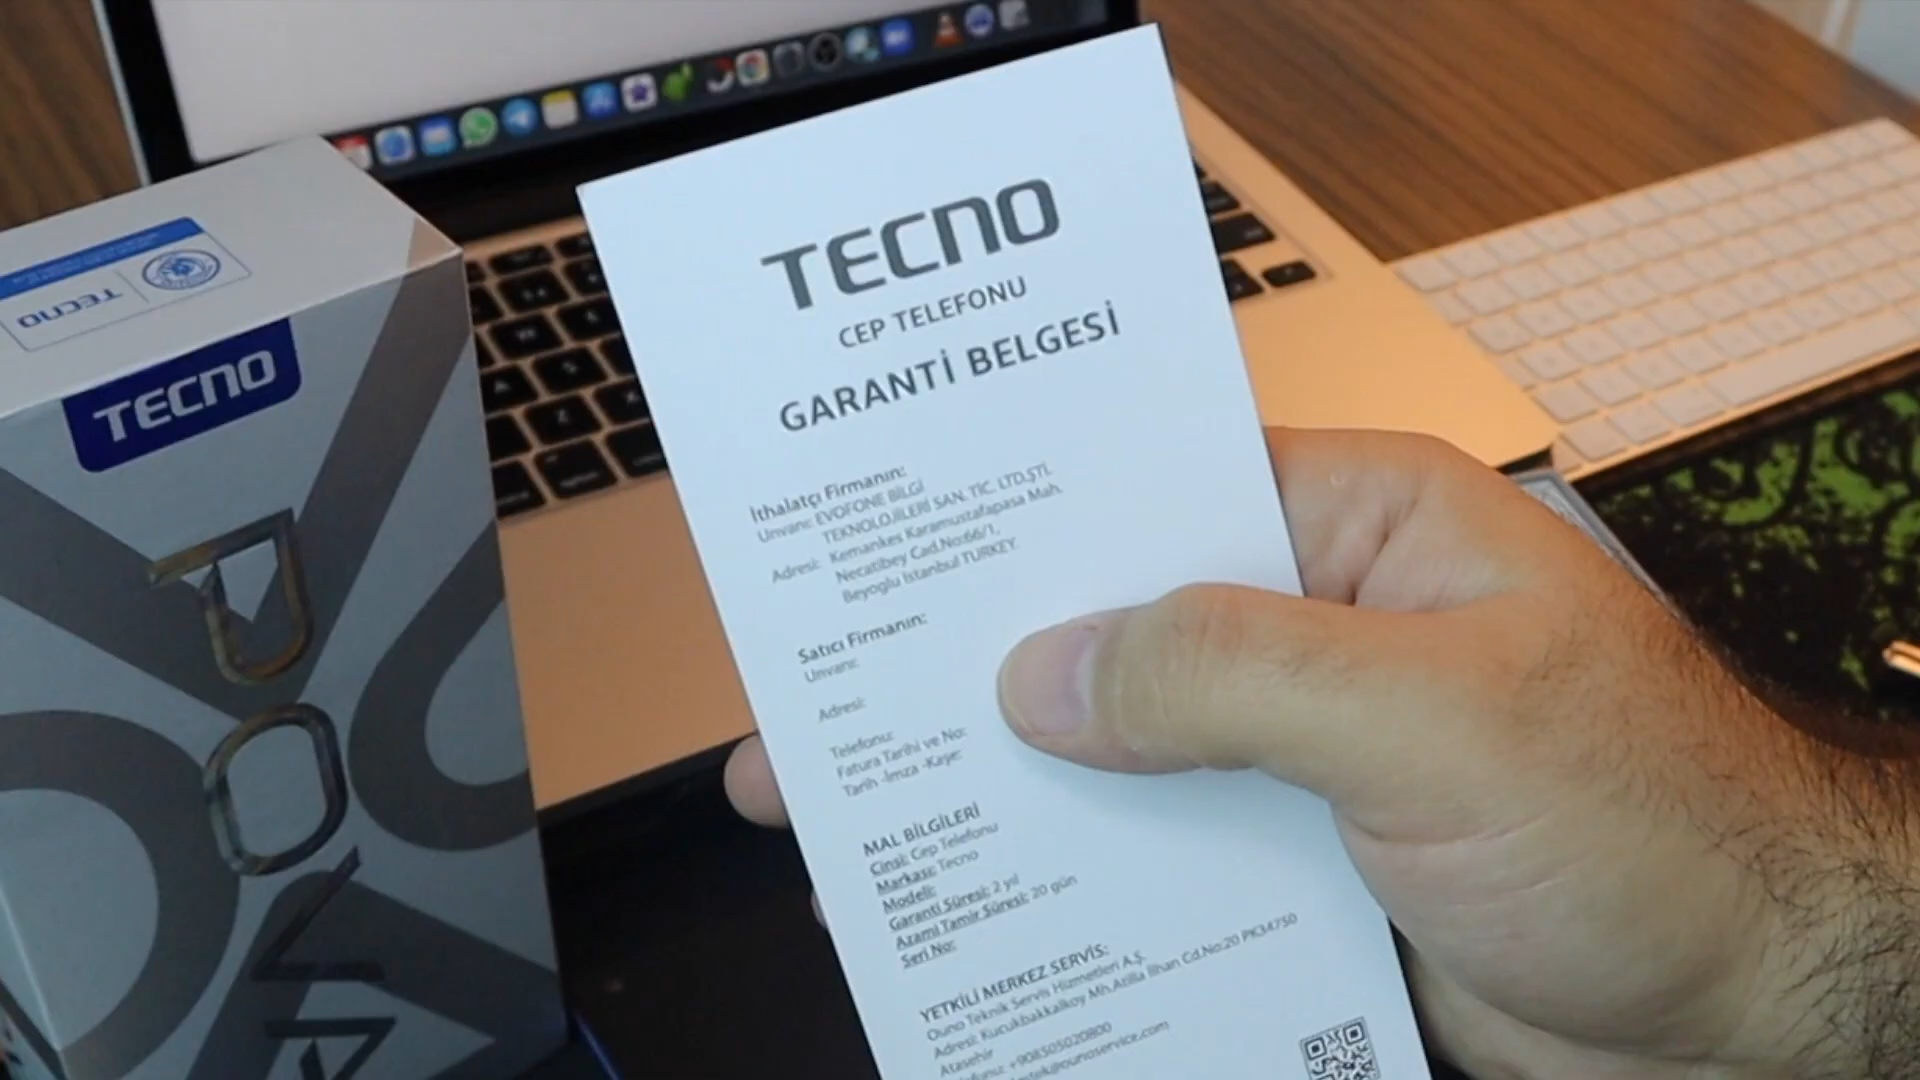 TECNO
TECNO
TECNO
CEP TELEFONU
GARANTİ BELGESİ
İthalatçı Firmanın:
Unvanı: EVOFONE BİLGİ
TEKNOLOJİLERİ SAN. TİC. LTD.ŞTİ.
Adresi: Kemankes Karamustafapasa Mah.
Necatibey Cad.No:66/1,
Beyoglu Istanbul TURKEY.
Satıcı Firmanın:
Unvanı:
Adresi:
Telefonu:
Fatura Tarihi ve No:
Tarih -İmza -Kaşe:
MAL BİLGİLERİ
Cinsi: Cep Telefonu
Markası: Tecno
Modeli:
Garanti Süresi: 2 yıl
Azami Tamir Süresi: 20 gün
Seri No:
YETKİLİ MERKEZ SERVİS:
Ouno Teknik Servis Hizmetleri A.Ş.
Adresi: Kucukbakkalkoy Mh.Atilla İlhan Cd.No:20 PK34750
Atasehir
+908505020800